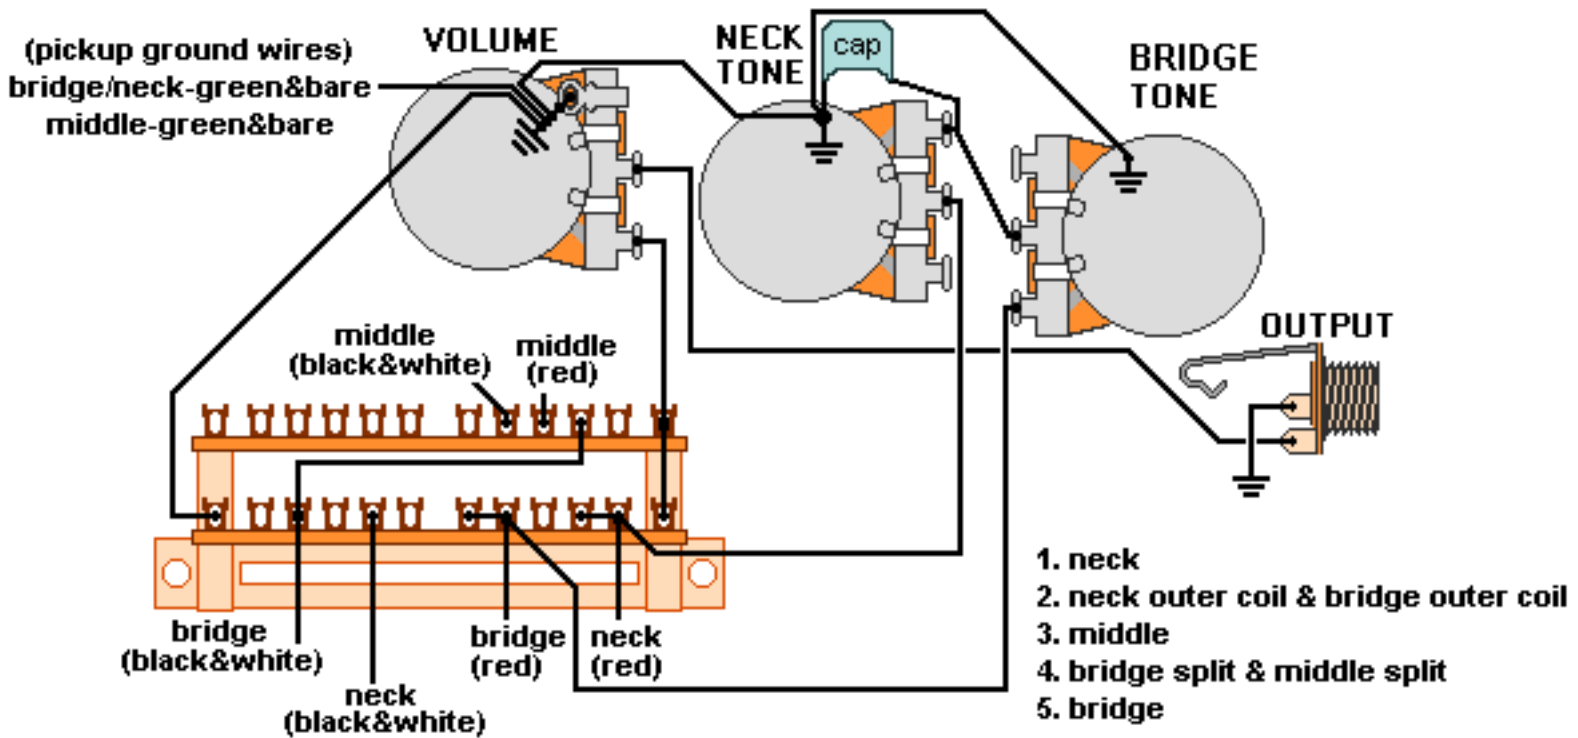 (pickup ground wires)
bridge/neck-green&bare
middle-green&bare
VOLUME
NECK
TONE
cap
BRIDGE
TONE
OUTPUT
middle
(black&white)
middle
(red)
bridge
(black&white)
neck
(black&white)
bridge
(red)
neck
(red)
1. neck
2. neck outer coil & bridge outer coil
3. middle
4. bridge split & middle split
5. bridge